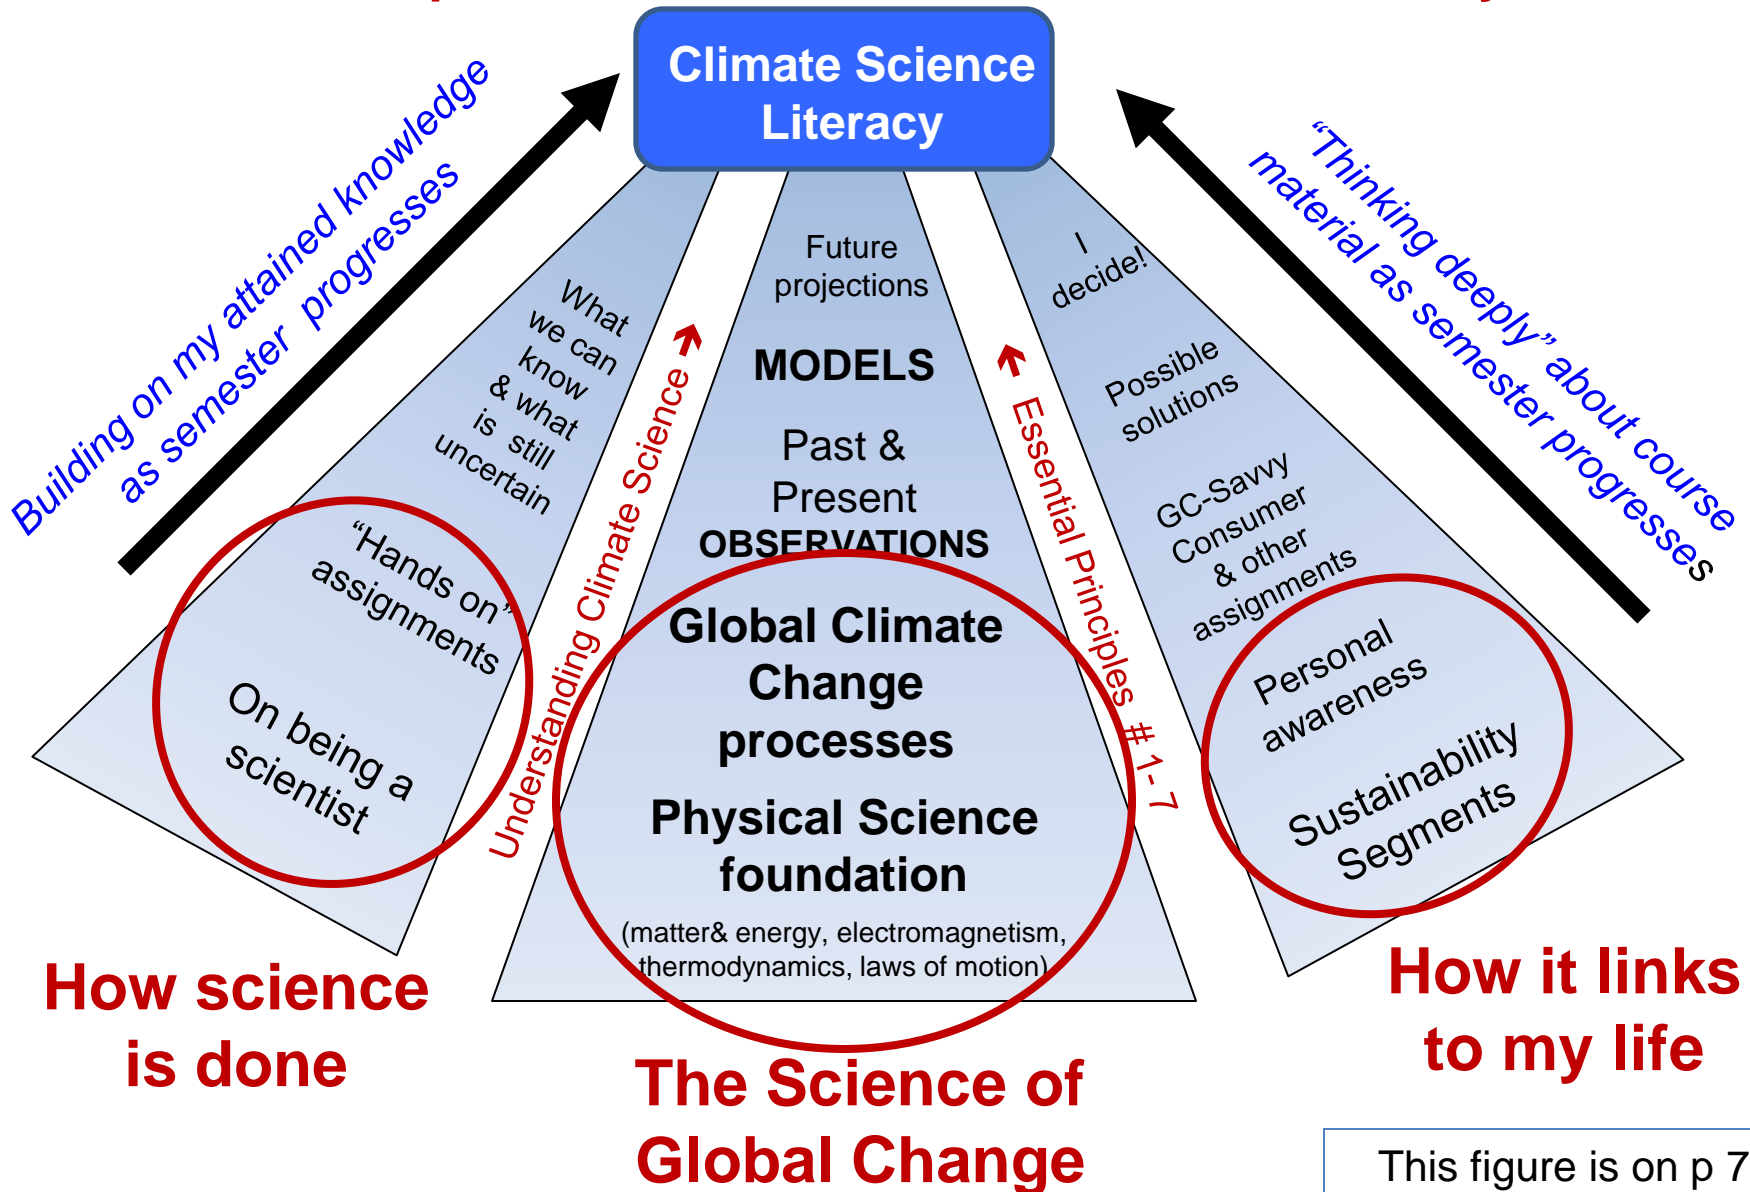 Climate Science
Literacy
Building on my attained knowledge
as semester progresses
"Thinking deeply" about course
material as semester progresses
What
we can
know
& what
is still
uncertain
"Hands on"
assignments
On being a
scientist
Understanding Climate Science →
Future
projections
MODELS
Past &
Present
OBSERVATIONS
Global Climate
Change
processes
Physical Science
foundation
(matter& energy, electromagnetism,
thermodynamics, laws of motion)
← Essential Principles # 1- 7
I
decide!
Possible
solutions
GC-Savvy
Consumer
& other
assignments
Personal
awareness
Sustainability
Segments
How science
is done
The Science of
Global Change
How it links
to my life
This figure is on p 7